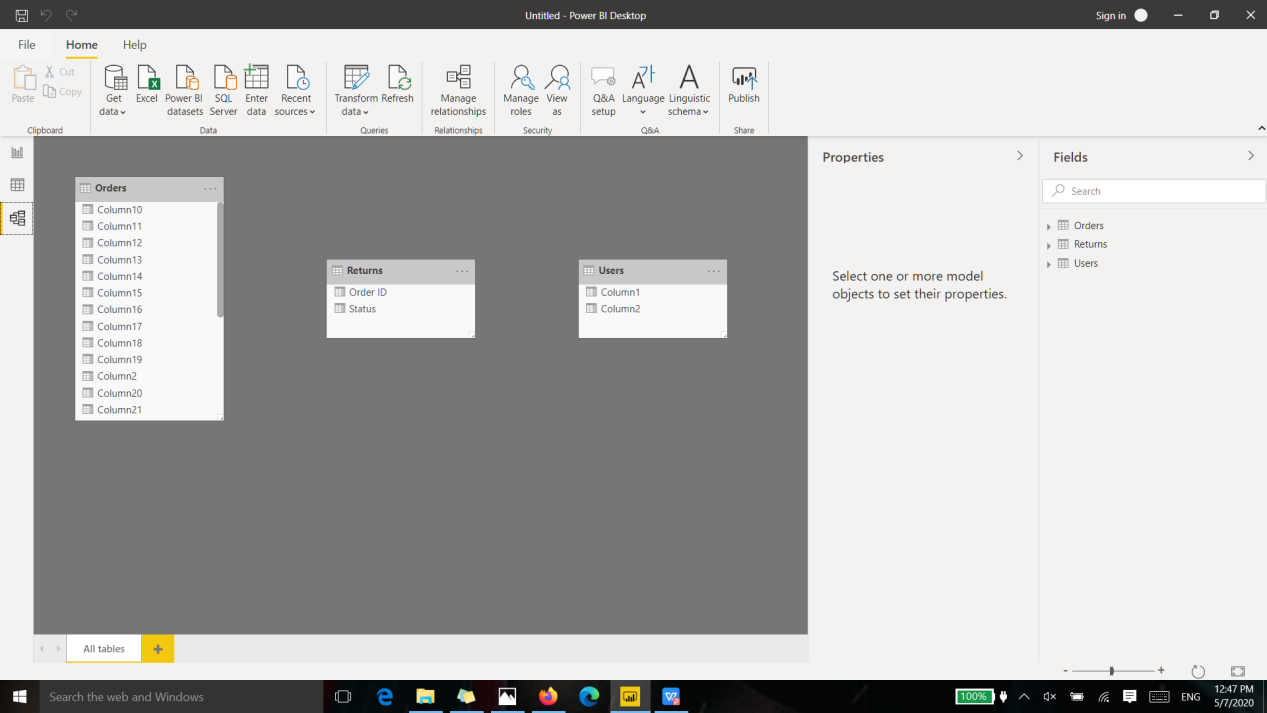 Untitled - Power BI Desktop
Sign in
File Home Help
Paste
Cut
Copy
Clipboard
Get data
Excel
Power BI datasets
SQL Server
Enter data
Recent sources
Data
Transform data
Refresh
Queries
Manage relationships
Relationships
Manage roles
View as
Security
Q&A setup
Language
Linguistic schema
Q&A
Publish
Share
Orders
Column10
Column11
Column12
Column13
Column14
Column15
Column16
Column17
Column18
Column19
Column2
Column20
Column21
Returns
Order ID
Status
Users
Column1
Column2
Properties
Select one or more model
objects to set their properties.
Fields
Search
Orders
Returns
Users
All tables
Search the web and Windows
100%
ENG
12:47 PM
5/7/2020